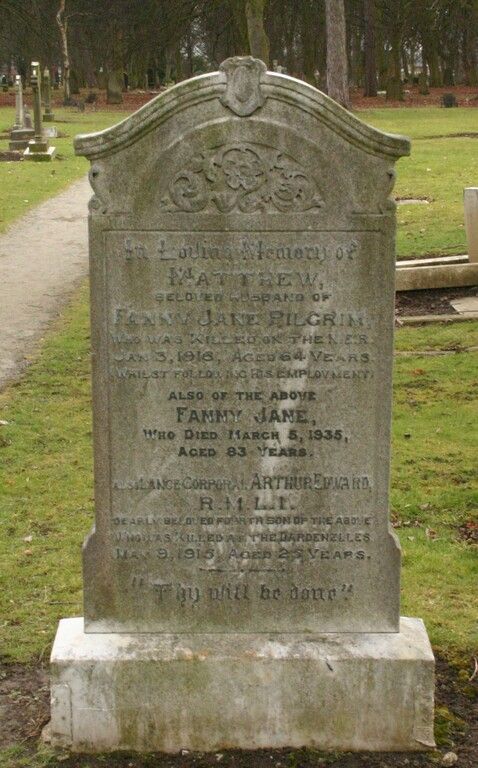 In Loving Memory of
MATTHEW,
BELOVED HUSBAND OF
FANNY JANE PILGRIM,
WHO WAS KILLED ON THE N.E.R.
JAN 3, 1916, AGED 64 YEARS
WHILST FOLLOWING HIS EMPLOYMENT.
ALSO OF THE ABOVE
FANNY JANE,
WHO DIED MARCH 5, 1935,
AGED 83 YEARS.
ALSO LANCE CORPORAL ARTHUR EDWARD,
R.M.L.I.
DEARLY BELOVED FOURTH SON OF THE ABOVE
WHO WAS KILLED AT THE DARDENELLES
MAY 9, 1915, AGED 25 YEARS.
"Thy will be done"